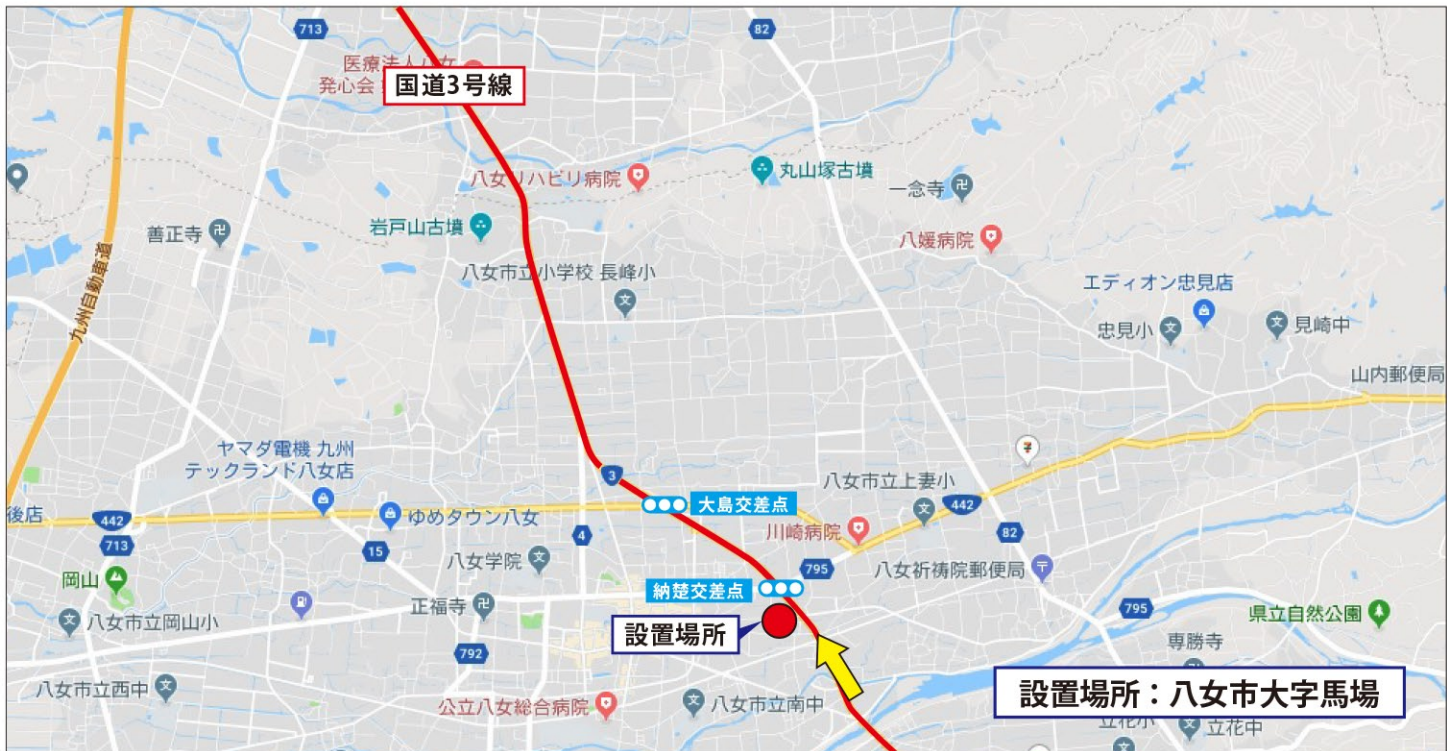 713
82
医療法人八女
発心会
国道3号線
八女リハビリ病院
丸山塚古墳
一念寺
岩戸山古墳
善正寺
八媛病院
八女市立小学校 長峰小
エディオン忠見店
忠見小
見崎中
九州自動車道
山内郵便局
ヤマダ電機 九州
テックランド八女店
3
八女市立上妻小
大島交差点
442
後店
442
ゆめタウン八女
川崎病院
713
15
4
82
八女学院
795
八女祈祷院郵便局
岡山
納楚交差点
正福寺
795
県立自然公園
八女市立岡山小
設置場所
専勝寺
792
八女市立西中
設置場所：八女市大字馬場
公立八女総合病院
八女市立南中
立花小
立花中